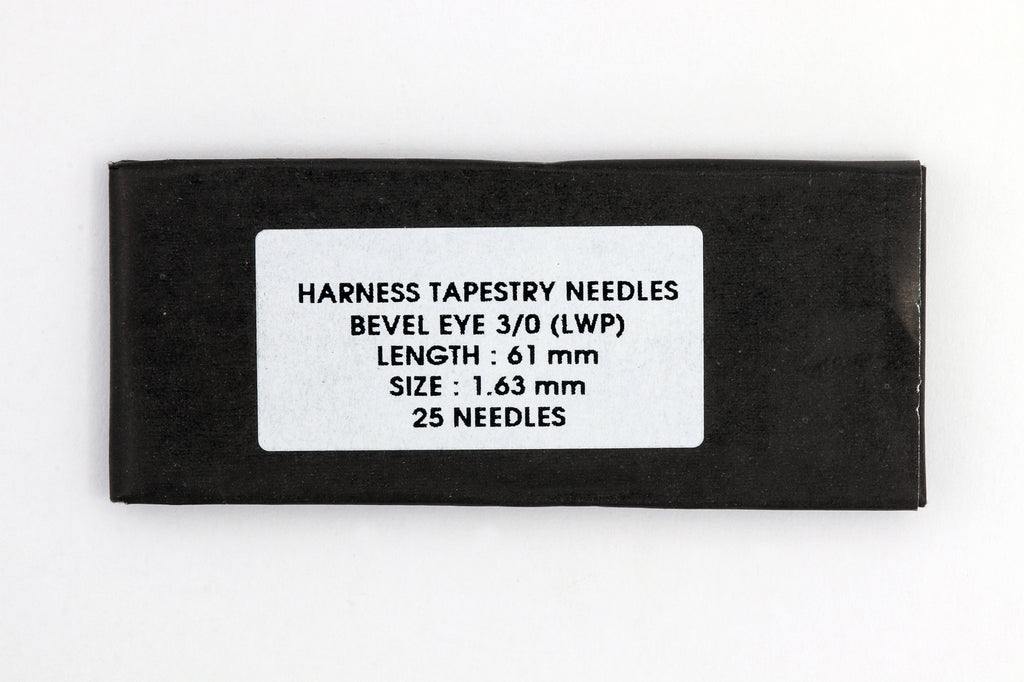 HARNESS TAPESTRY NEEDLES
BEVEL EYE 3/0 (LWP)
LENGTH : 61 mm
SIZE : 1.63 mm
25 NEEDLES